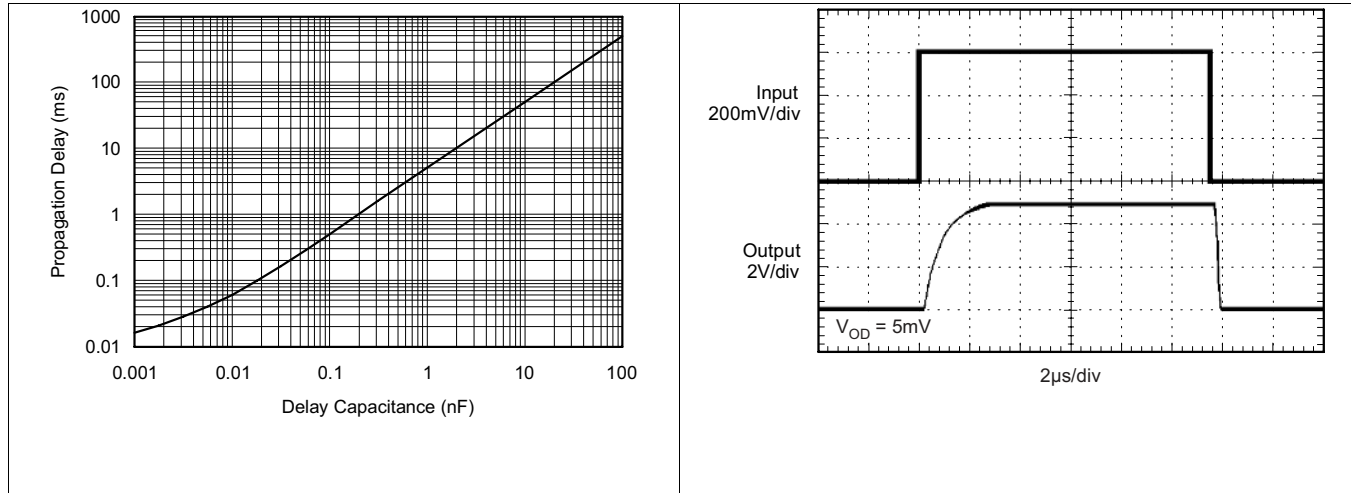 1000
100
10
1
0.1
0.01
Propagation Delay (ms)
0.001
0.01
0.1
1
10
100
Delay Capacitance (nF)
Input
200mV/div
Output
2V/div
VOD = 5mV
2µs/div